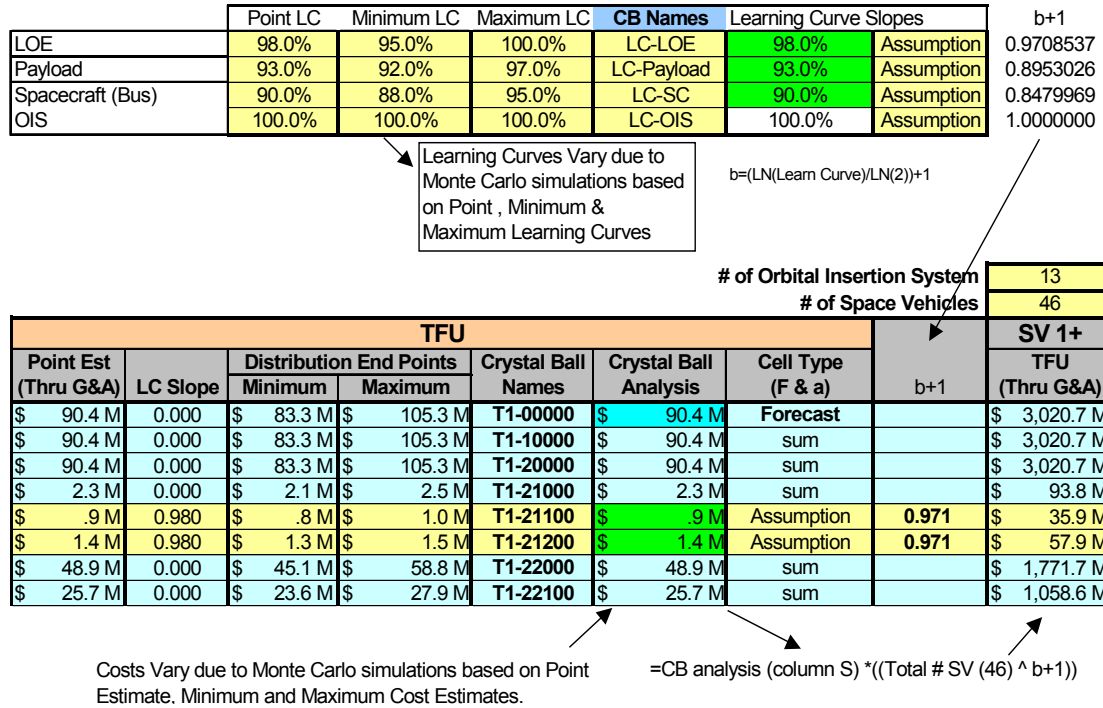 Point LC Minimum LC Maximum LC CB Names Learning Curve Slopes b+1
LOE 98.0% 95.0% 100.0% LC-LOE 98.0% Assumption 0.9708537
Payload 93.0% 92.0% 97.0% LC-Payload 93.0% Assumption 0.8953026
Spacecraft (Bus) 90.0% 88.0% 95.0% LC-SC 90.0% Assumption 0.8479969
OIS 100.0% 100.0% 100.0% LC-OIS 100.0% Assumption 1.0000000
Learning Curves Vary due to
Monte Carlo simulations based
on Point , Minimum &
Maximum Learning Curves
b=(LN(Learn Curve)/LN(2))+1
# of Orbital Insertion System 13
# of Space Vehicles 46
TFU SV 1+
Point Est Distribution End Points Crystal Ball Crystal Ball Cell Type TFU
(Thru G&A) LC Slope Minimum Maximum Names Analysis (F & a) b+1 (Thru G&A)
$ 90.4 M 0.000 $ 83.3 M $ 105.3 M T1-00000 $ 90.4 M Forecast $ 3,020.7 M
$ 90.4 M 0.000 $ 83.3 M $ 105.3 M T1-10000 $ 90.4 M sum $ 3,020.7 M
$ 90.4 M 0.000 $ 83.3 M $ 105.3 M T1-20000 $ 90.4 M sum $ 3,020.7 M
$ 2.3 M 0.000 $ 2.1 M $ 2.5 M T1-21000 $ 2.3 M sum $ 93.8 M
$ .9 M 0.980 $ .8 M $ 1.0 M T1-21100 $ .9 M Assumption 0.971 $ 35.9 M
$ 1.4 M 0.980 $ 1.3 M $ 1.5 M T1-21200 $ 1.4 M Assumption 0.971 $ 57.9 M
$ 48.9 M 0.000 $ 45.1 M $ 58.8 M T1-22000 $ 48.9 M sum $ 1,771.7 M
$ 25.7 M 0.000 $ 23.6 M $ 27.9 M T1-22100 $ 25.7 M sum $ 1,058.6 M
Costs Vary due to Monte Carlo simulations based on Point
Estimate, Minimum and Maximum Cost Estimates.
=CB analysis (column S) *((Total # SV (46) ^ b+1))